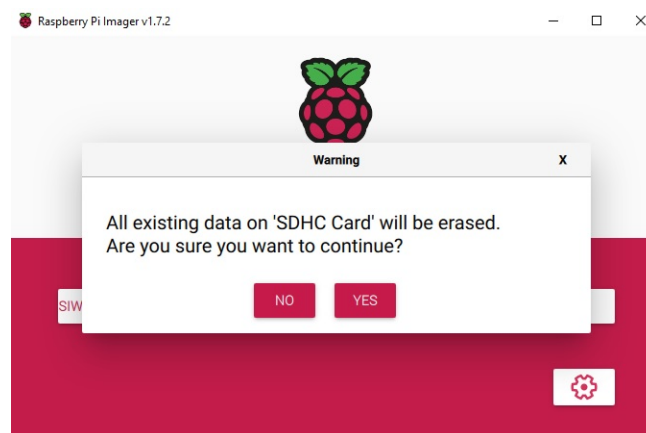 Raspberry Pi Imager v1.7.2
Warning
X
All existing data on 'SDHC Card' will be erased.
Are you sure you want to continue?
NO
YES
SIW